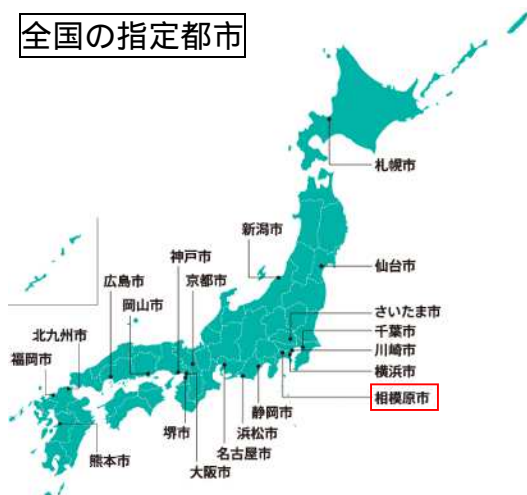 全国の指定都市
札幌市
新潟市
仙台市
神戸市
広島市
京都市
岡山市
さいたま市
千葉市
北九州市
川崎市
福岡市
横浜市
相模原市
静岡市
堺市
浜松市
名古屋市
熊本市
大阪市